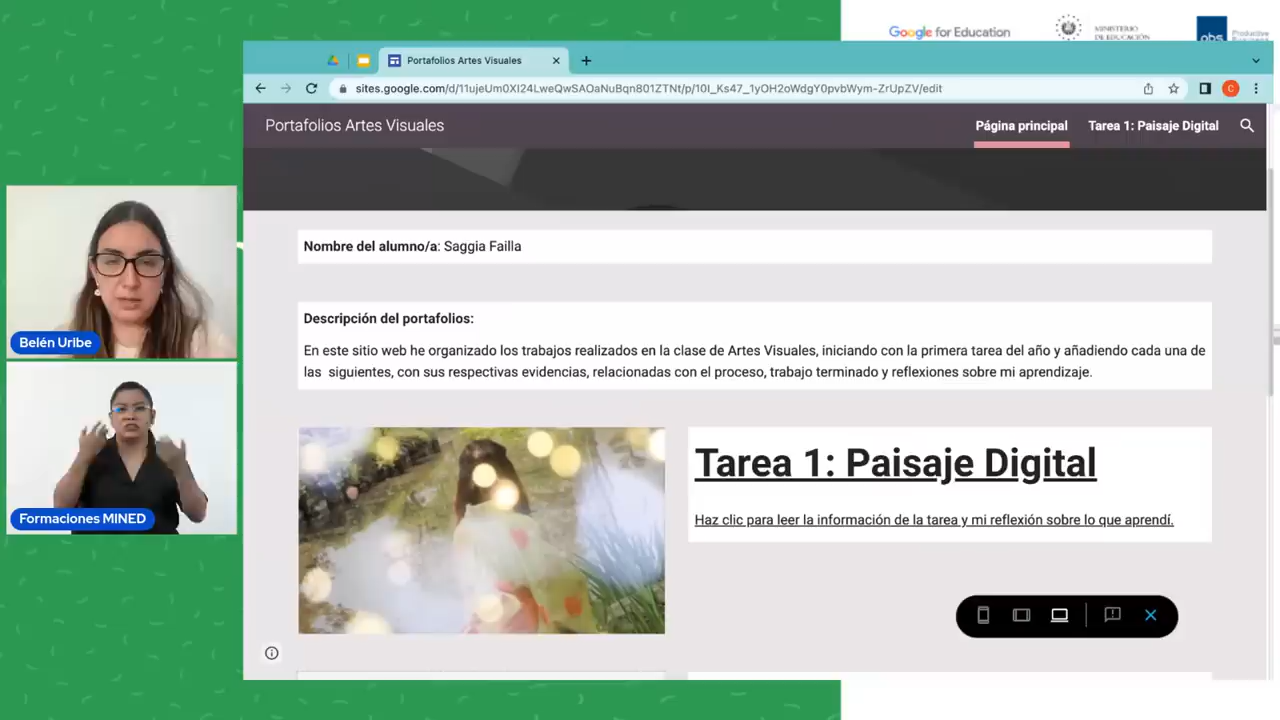 Google for Education
MINISTERIO
DE EDUCACIÓN
obs
Productive
Portafolios Artes Visuales
sites.google.com/d/11ujeUm0XI24LweQwSAOaNuBqn801ZTNt/p/10I_Ks47_1yOH2oWdgY0pvbWym-ZrUpZV/edit
C
Portafolios Artes Visuales
Página principal
Tarea 1: Paisaje Digital
Nombre del alumno/a: Saggia Failla
Descripción del portafolios:
En este sitio web he organizado los trabajos realizados en la clase de Artes Visuales, iniciando con la primera tarea del año y añadiendo cada una de
las siguientes, con sus respectivas evidencias, relacionadas con el proceso, trabajo terminado y reflexiones sobre mi aprendizaje.
Tarea 1: Paisaje Digital
Haz clic para leer la información de la tarea y mi reflexión sobre lo que aprendí.
Belén Uribe
Formaciones MINED